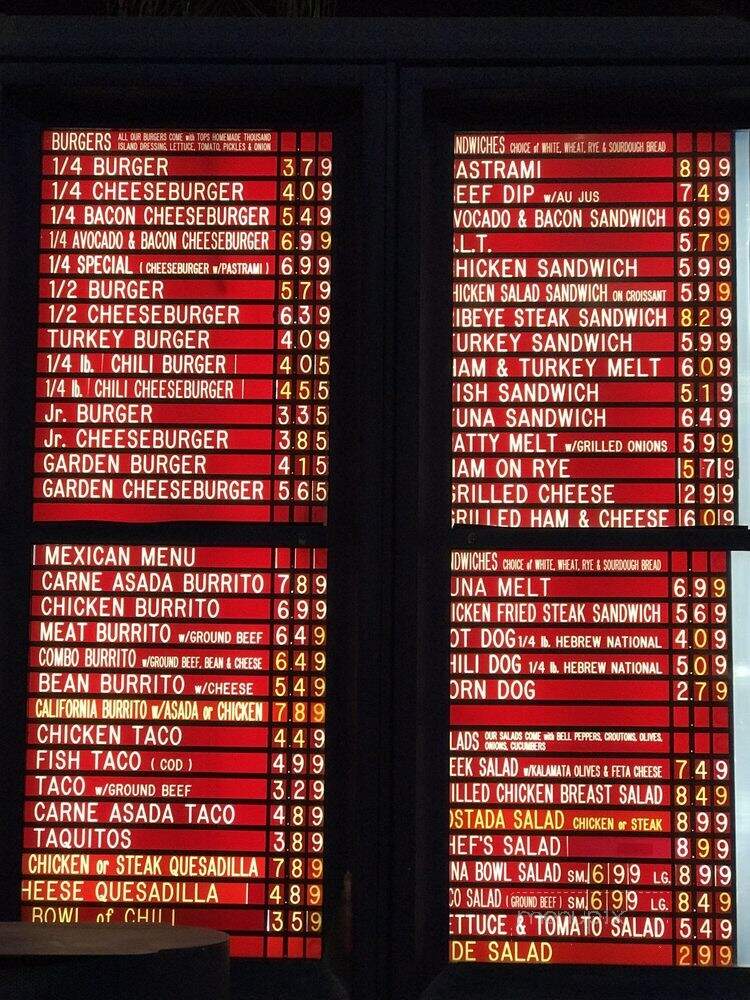 BURGERS ALL OUR BURGERS COME with TOPS HOMEMADE THOUSAND
ISLAND DRESSING, LETTUCE, TOMATO, PICKLES & ONION
1/4 BURGER 3 7 9
1/4 CHEESEBURGER 4 0 9
1/4 BACON CHEESEBURGER 5 4 9
1/4 AVOCADO & BACON CHEESEBURGER 6 9 9
1/4 SPECIAL (CHEESEBURGER w/PASTRAMI) 6.9 9
1/2 BURGER 5 7 9
1/2 CHEESEBURGER 6.3 9
TURKEY BURGER 4 0 9
1/4 lb. CHILI BURGER 4 0 5
1/4 lb. CHILI CHEESEBURGER 4 5 5
Jr. BURGER 3 3 5
Jr. CHEESEBURGER 3 8 5
GARDEN BURGER 4 1 5
GARDEN CHEESEBURGER 5 6 5
MEXICAN MENU
CARNE ASADA BURRITO 7.8 9
CHICKEN BURRITO 6.9 9
MEAT BURRITO w/GROUND BEEF 6.4 9
COMBO BURRITO w/GROUND BEEF, BEAN & CHEESE 6 4 9
BEAN BURRITO w/CHEESE 5 4 9
CALIFORNIA BURRITO w/ASADA or CHICKEN 7 8 9
CHICKEN TACO 4 4 9
FISH TACO (COD) 4.9 9
TACO w/GROUND BEEF 3.2 9
CARNE ASADA TACO 4.8 9
TAQUITOS 3.8 9
CHICKEN or STEAK QUESADILLA 7 8 9
HEESE QUESADILLA 4.8 9
BOWL of CHILI 3 5 9
NDWICHES CHOICE of WHITE, WHEAT, RYE & SOURDOUGH BREAD
ASTRAMI 8 9 9
EEF DIP w/AU JUS 7 4 9
VOCADO & BACON SANDWICH 6 9 9
.L.T. 5 7 9
HICKEN SANDWICH 5 9 9
HICKEN SALAD SANDWICH ON CROISSANT 5 9 9
IBEYE STEAK SANDWICH 8 2 9
URKEY SANDWICH 5.9 9
HAM & TURKEY MELT 6 0 9
ISH SANDWICH 5 1 9
UNA SANDWICH 6 4 9
ATTY MELT w/GRILLED ONIONS 5 9 9
HAM ON RYE 5 7 9
GRILLED CHEESE 2 9 9
GRILLED HAM & CHEESE 6 0 9
NDWICHES CHOICE of WHITE, WHEAT, RYE & SOURDOUGH BREAD
UNA MELT 6.9 9
ICKEN FRIED STEAK SANDWICH 5 6 9
OT DOG 1/4 lb. HEBREW NATIONAL 4 0 9
HILI DOG 1/4 lb. HEBREW NATIONAL 5 0 9
ORN DOG 2 7 9
LADS OUR SALADS COME with BELL PEPPERS, CROUTONS, OLIVES,
ONIONS, CUCUMBERS
EEK SALAD w/KALAMATA OLIVES & FETA CHEESE 7 4 9
ILLED CHICKEN BREAST SALAD 8 4 9
OSTADA SALAD CHICKEN or STEAK 8 9 9
HEF'S SALAD 8.9 9
NA BOWL SALAD SM. 6 9 9 LG. 8 9 9
CO SALAD (GROUND BEEF) SM. 6 9 9 LG. 8 4 9
ETTUCE & TOMATO SALAD 5.4 9
DE SALAD 2 9 9